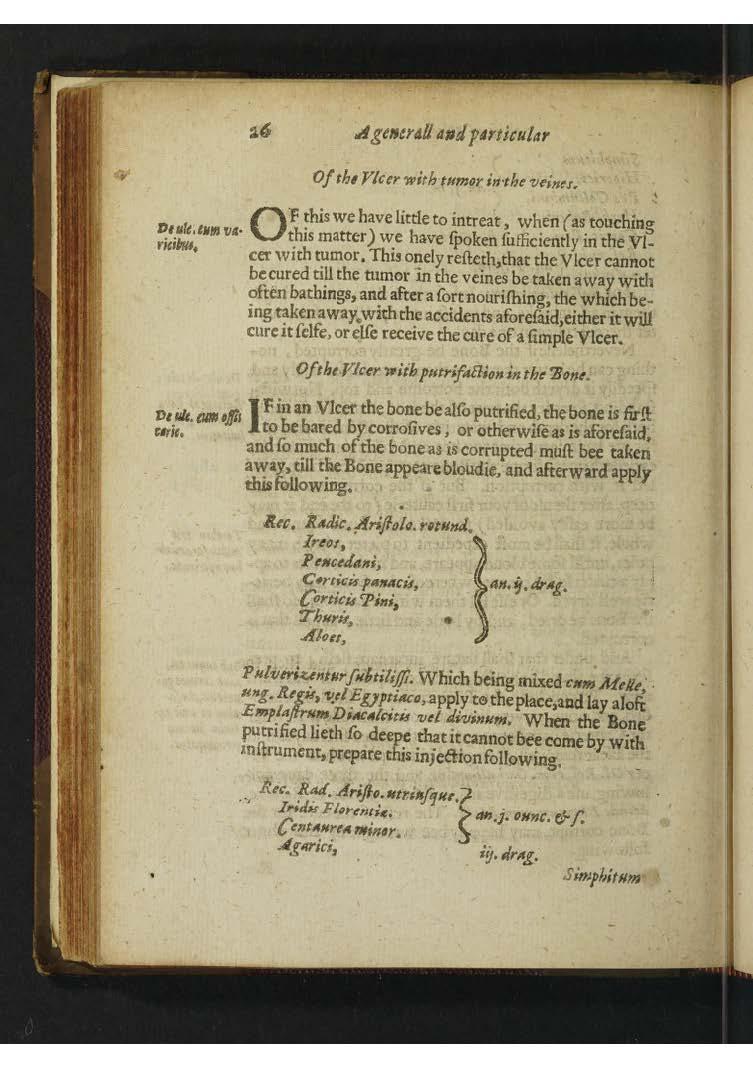 26 A generall and particular
Of the Vlcer with tumor in the veines.
De ulc. cum va-
ricibus.
OF this we have little to intreat, when (as touching
this matter) we have ſpoken ſufficiently in the Vl-
cer with tumor. This onely reſteth, that the Vlcer cannot
be cured till the tumor in the veines be taken away with
often bathings, and after a ſort nouriſhing, the which be-
ing taken away, with the accidents aforeſaid, either it will
cure it ſelfe, or elſe receive the cure of a ſimple Vlcer.
Of the Vlcer with putrifaction in the Bone.
De ulc. cum oſſis
carie.
IF in an Vlcer the bone be alſo putrified, the bone is firſt
to be bared by corroſives, or otherwiſe as is aforeſaid,
and ſo much of the bone as is corrupted muſt bee taken
away, till the Bone appeare bloudie, and afterward apply
this following.
Rec. Radic. Ariſtolo. rotund.
Ireos,
Pencedani,
Corticis panacis,
Corticis Pini,
Thuris,
Aloes,
an. ij. drag.
Pulverizentur ſubtiliſſi. Which being mixed cum Melle,
ung. Regis, vel Egyptiaco, apply to the place, and lay aloft
Emplaſtrum Diacalcitis vel divinum. When the Bone
putrified lieth ſo deepe that it cannot bee come by with
inſtrument, prepare this injection following.
Rec. Rad. Ariſto. utriuſque.
Iridis Florentiæ.
Centaurea minor.
an. j. ounc. & ſ.
Agarici, iij. drag.
Simphitum